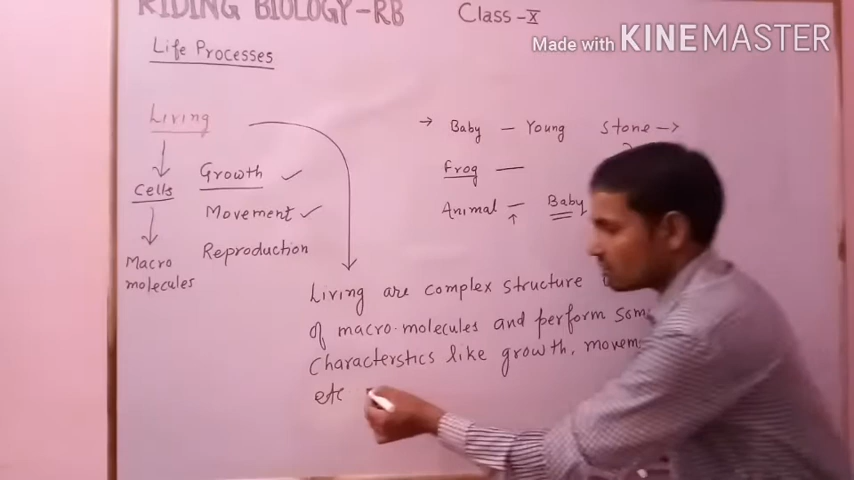 RIDING BIOLOGY-RB Class-X
Made with KINEMASTER
Life Processes
Living
Cells
Macro
molecules
Growth ✓
Movement ✓
Reproduction
→ Baby — Young Stone →
Frog —
Animal — Baby
↑
Living are complex structure
of macro-molecules and perform som
Characterstics like growth, movem
etc